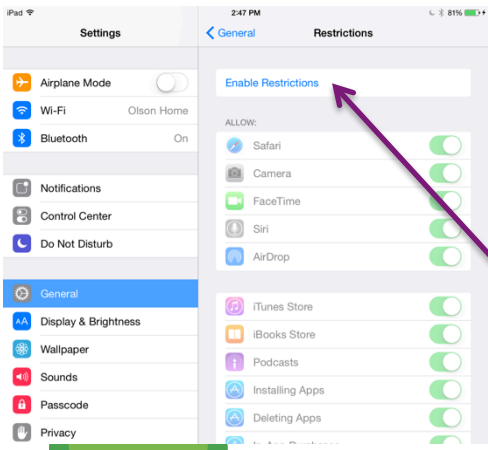 iPad 2:47 PM 81%
Settings
General Restrictions
Airplane Mode
Wi-Fi Olson Home
Bluetooth On
Notifications
Control Center
Do Not Disturb
General
AA Display & Brightness
Wallpaper
Sounds
Passcode
Privacy
Enable Restrictions
ALLOW:
Safari
Camera
FaceTime
Siri
AirDrop
iTunes Store
iBooks Store
Podcasts
Installing Apps
Deleting Apps